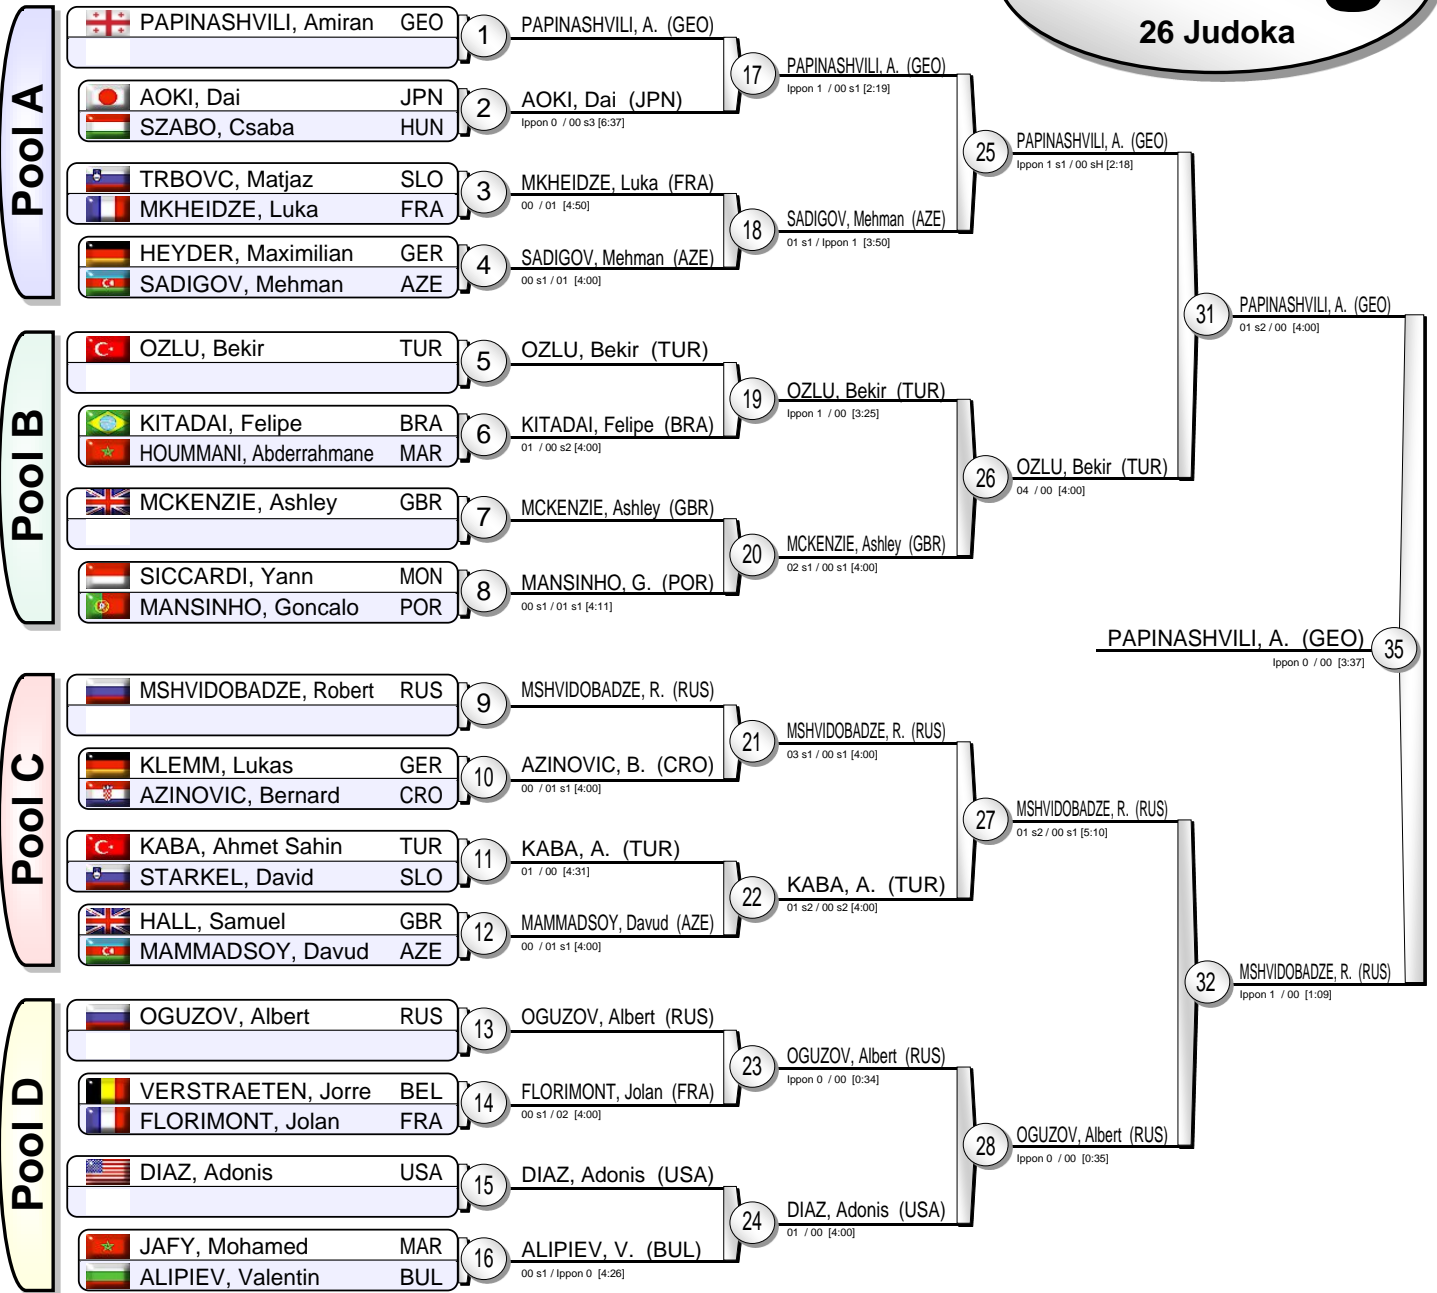 26 Judoka
Pool A
PAPINASHVILI, Amiran GEO
1
PAPINASHVILI, A. (GEO)
AOKI, Dai JPN
SZABO, Csaba HUN
2
AOKI, Dai (JPN)
Ippon 0 / 00 s3 [6:37]
17
PAPINASHVILI, A. (GEO)
Ippon 1 / 00 s1 [2:19]
TRBOVC, Matjaz SLO
MKHEIDZE, Luka FRA
3
MKHEIDZE, Luka (FRA)
00 / 01 [4:50]
HEYDER, Maximilian GER
SADIGOV, Mehman AZE
4
SADIGOV, Mehman (AZE)
00 s1 / 01 [4:00]
18
SADIGOV, Mehman (AZE)
01 s1 / Ippon 1 [3:50]
25
PAPINASHVILI, A. (GEO)
Ippon 1 s1 / 00 sH [2:18]
Pool B
OZLU, Bekir TUR
5
OZLU, Bekir (TUR)
KITADAI, Felipe BRA
HOUMMANI, Abderrahmane MAR
6
KITADAI, Felipe (BRA)
01 / 00 s2 [4:00]
19
OZLU, Bekir (TUR)
Ippon 1 / 00 [3:25]
MCKENZIE, Ashley GBR
7
MCKENZIE, Ashley (GBR)
SICCARDI, Yann MON
MANSINHO, Goncalo POR
8
MANSINHO, G. (POR)
00 s1 / 01 s1 [4:11]
20
MCKENZIE, Ashley (GBR)
02 s1 / 00 s1 [4:00]
26
OZLU, Bekir (TUR)
04 / 00 [4:00]
31
PAPINASHVILI, A. (GEO)
01 s2 / 00 [4:00]
PAPINASHVILI, A. (GEO)
35
Ippon 0 / 00 [3:37]
Pool C
MSHVIDOBADZE, Robert RUS
9
MSHVIDOBADZE, R. (RUS)
KLEMM, Lukas GER
AZINOVIC, Bernard CRO
10
AZINOVIC, B. (CRO)
00 / 01 s1 [4:00]
21
MSHVIDOBADZE, R. (RUS)
03 s1 / 00 s1 [4:00]
KABA, Ahmet Sahin TUR
STARKEL, David SLO
11
KABA, A. (TUR)
01 / 00 [4:31]
HALL, Samuel GBR
MAMMADSOY, Davud AZE
12
MAMMADSOY, Davud (AZE)
00 / 01 s1 [4:00]
22
KABA, A. (TUR)
01 s2 / 00 s2 [4:00]
27
MSHVIDOBADZE, R. (RUS)
01 s2 / 00 s1 [5:10]
Pool D
OGUZOV, Albert RUS
13
OGUZOV, Albert (RUS)
VERSTRAETEN, Jorre BEL
FLORIMONT, Jolan FRA
14
FLORIMONT, Jolan (FRA)
00 s1 / 02 [4:00]
23
OGUZOV, Albert (RUS)
Ippon 0 / 00 [0:34]
DIAZ, Adonis USA
15
DIAZ, Adonis (USA)
JAFY, Mohamed MAR
ALIPIEV, Valentin BUL
16
ALIPIEV, V. (BUL)
00 s1 / Ippon 0 [4:26]
24
DIAZ, Adonis (USA)
01 / 00 [4:00]
28
OGUZOV, Albert (RUS)
Ippon 0 / 00 [0:35]
32
MSHVIDOBADZE, R. (RUS)
Ippon 1 / 00 [1:09]